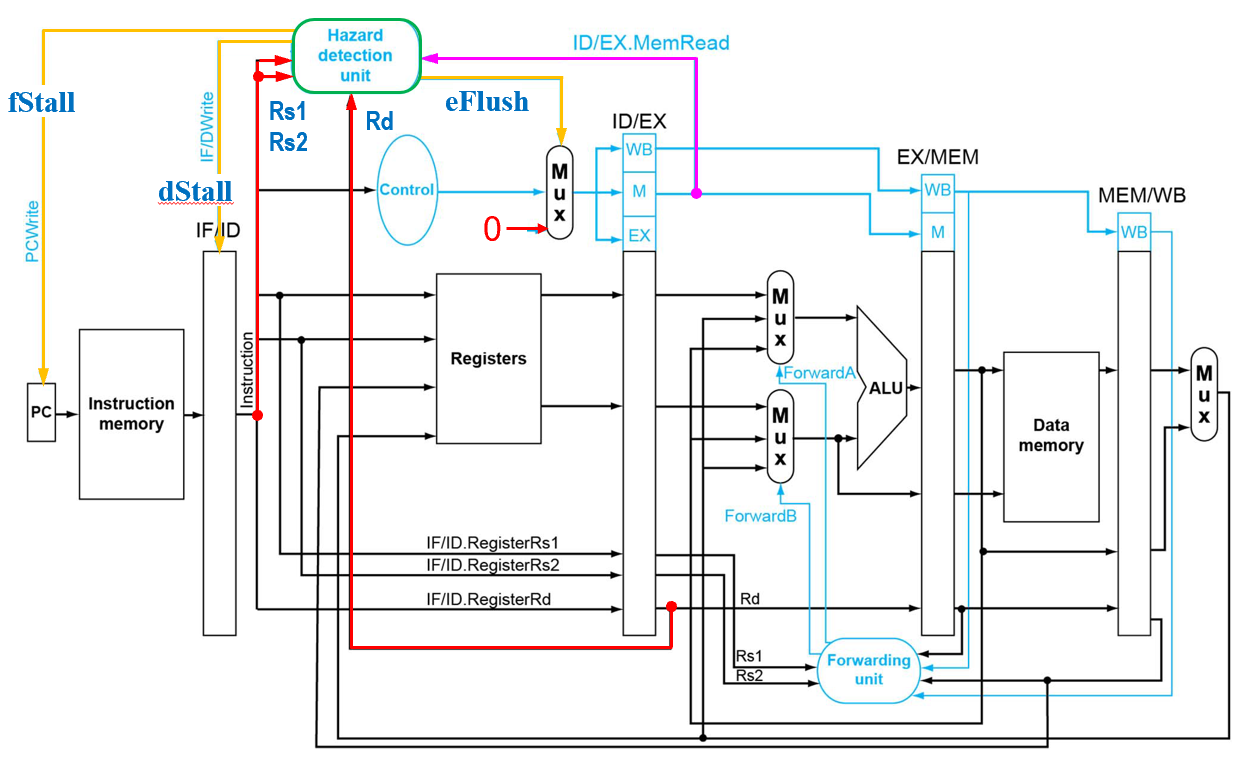 Hazard
detection
unit
ID/EX.MemRead
fStall
IF/DWrite
Rs1
Rs2
Rd
eFlush
dStall
PCWrite
IF/ID
Control
0
Mux
ID/EX
WB
M
EX
EX/MEM
WB
M
MEM/WB
WB
PC
Instruction
memory
Instruction
Registers
Mux
ForwardA
ALU
Mux
ForwardB
Data
memory
Mux
IF/ID.RegisterRs1
IF/ID.RegisterRs2
IF/ID.RegisterRd
Rd
Rs1
Rs2
Forwarding
unit